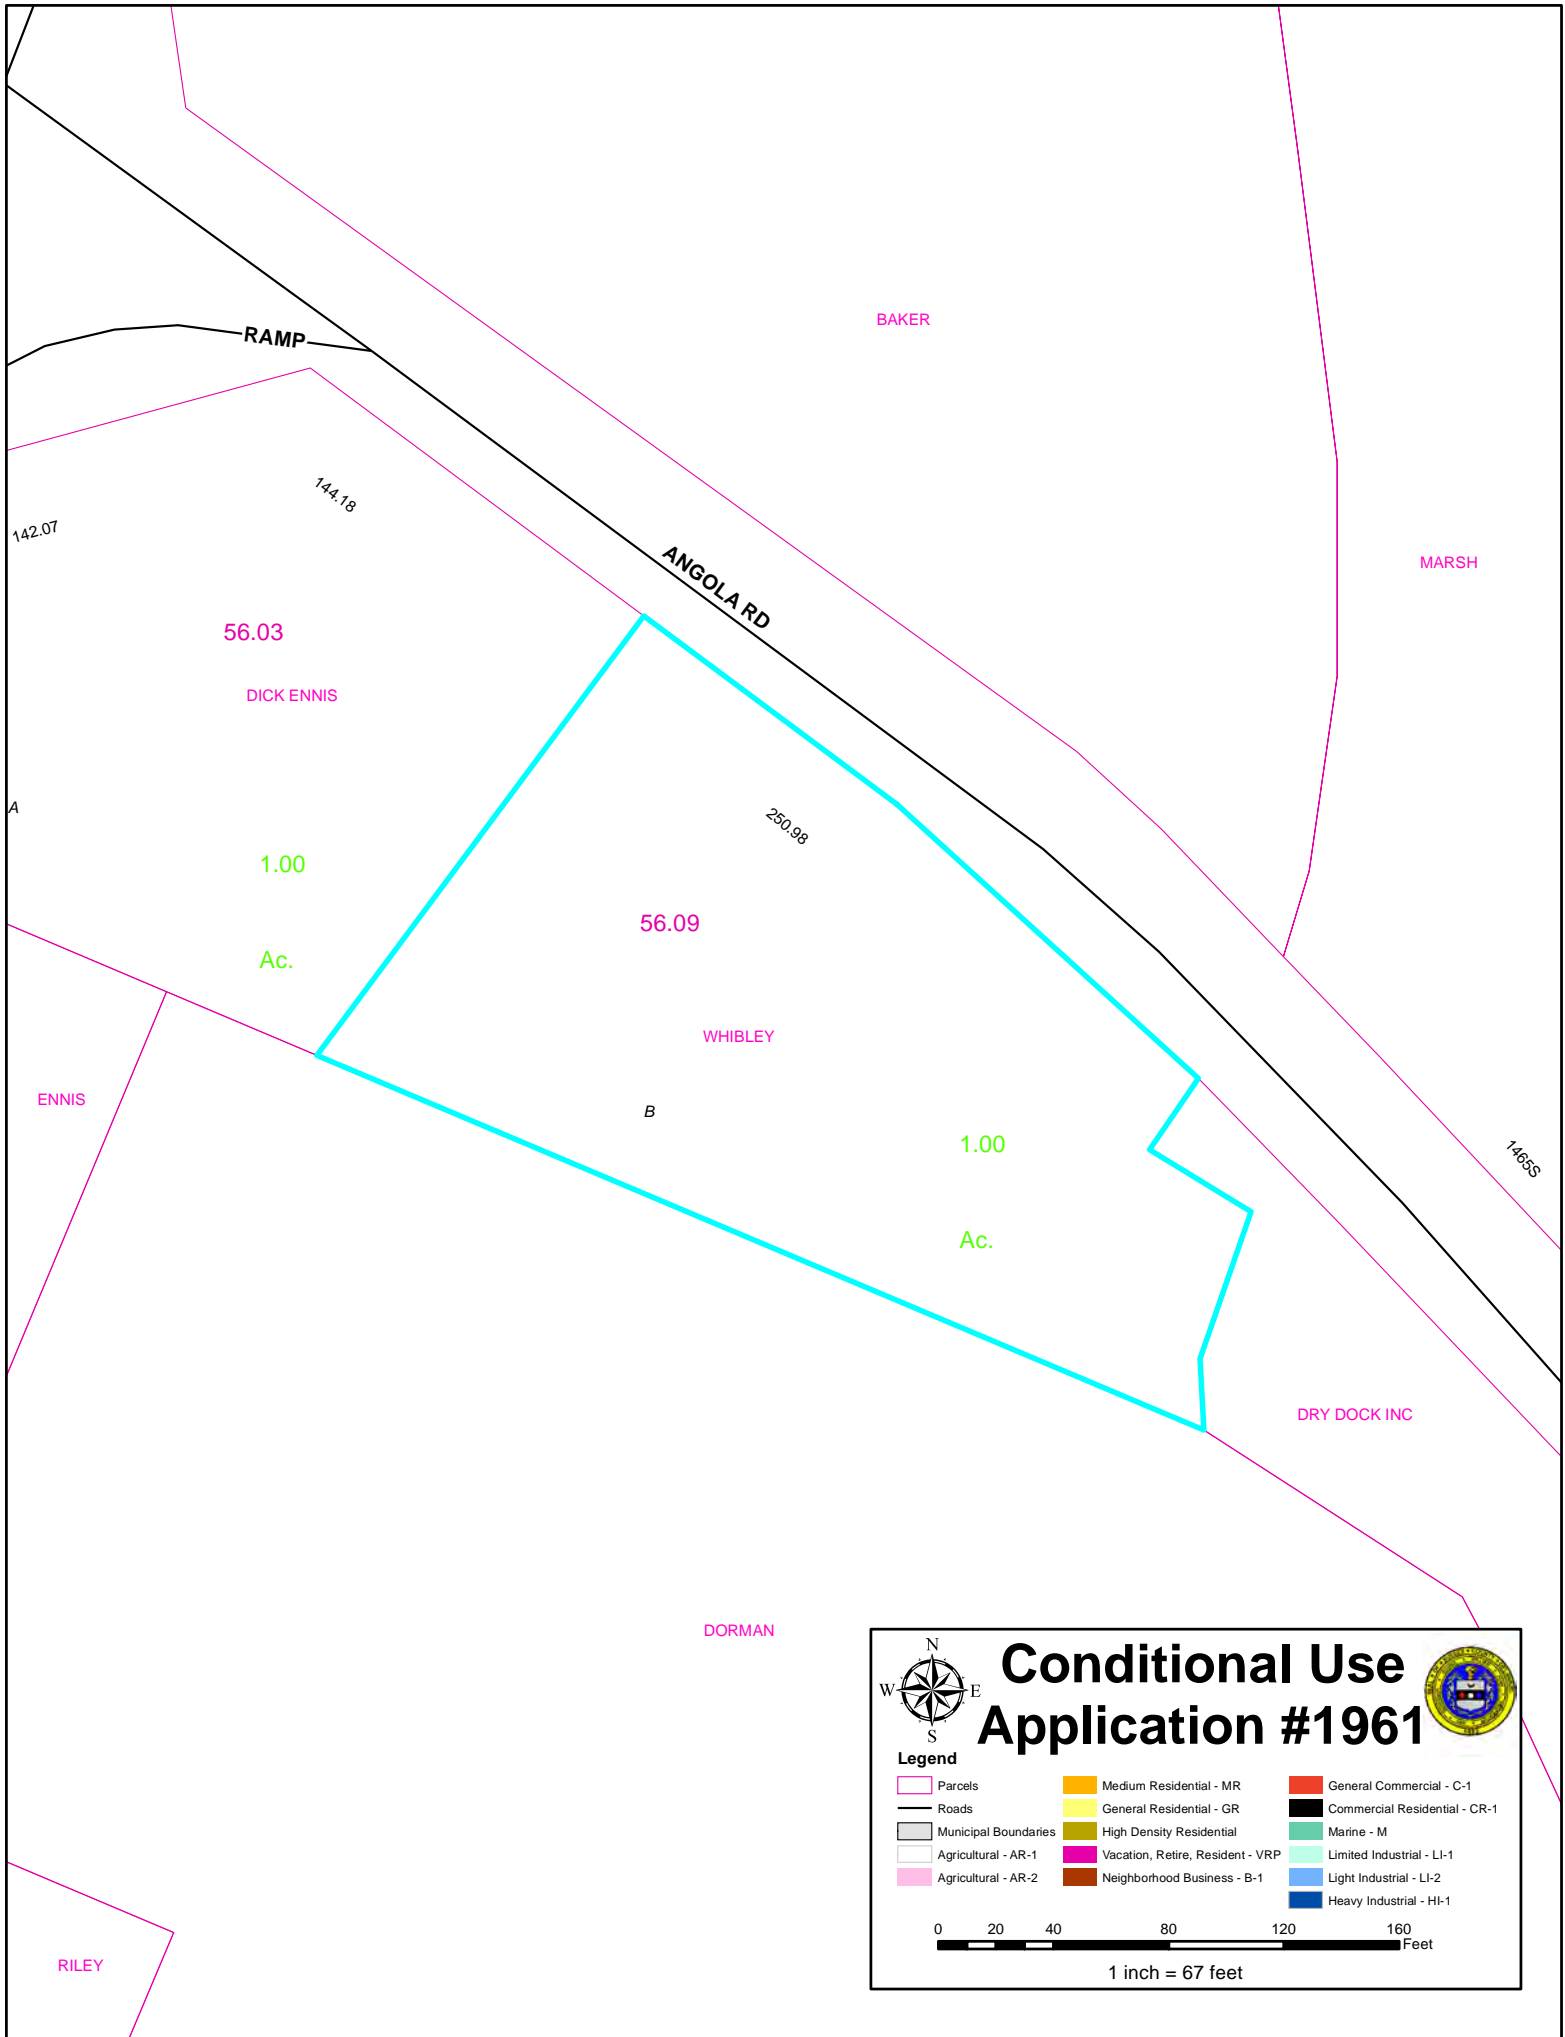 BAKER
RAMP
144.18
142.07
ANGOLA RD
MARSH
56.03
DICK ENNIS
A
250.98
1.00
56.09
Ac.
WHIBLEY
ENNIS
B
1.00
1465S
Ac.
DRY DOCK INC
DORMAN
N
W E
S
Conditional Use
Application #1961
Legend
Parcels
Roads
Municipal Boundaries
Agricultural - AR-1
Agricultural - AR-2
Medium Residential - MR
General Residential - GR
High Density Residential
Vacation, Retire, Resident - VRP
Neighborhood Business - B-1
General Commercial - C-1
Commercial Residential - CR-1
Marine - M
Limited Industrial - LI-1
Light Industrial - LI-2
Heavy Industrial - HI-1
0 20 40 80 120 160
Feet
1 inch = 67 feet
RILEY